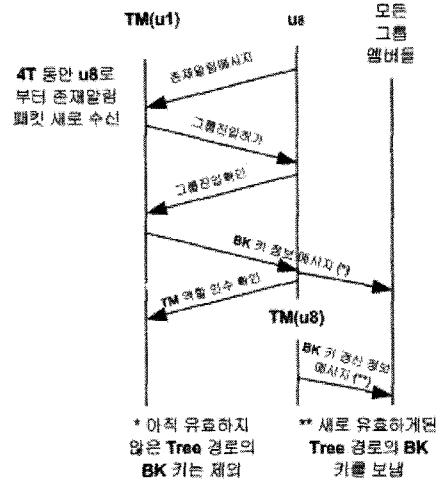 TM(u1)
u8
모든
그룹
멤버들
4T 동안 u8로
부터 존재알림
패킷 새로 수신
존재알림메시지
그룹진입허가
그룹진입확인
BK 키 정보 메시지 (*)
TM 역할 인수 확인
TM(u8)
BK 키 갱신 정보
메시지 (**)
* 아직 유효하지
않은 Tree 경로의
BK 키는 제외
** 새로 유효하게된
Tree 경로의 BK
키를 보냄